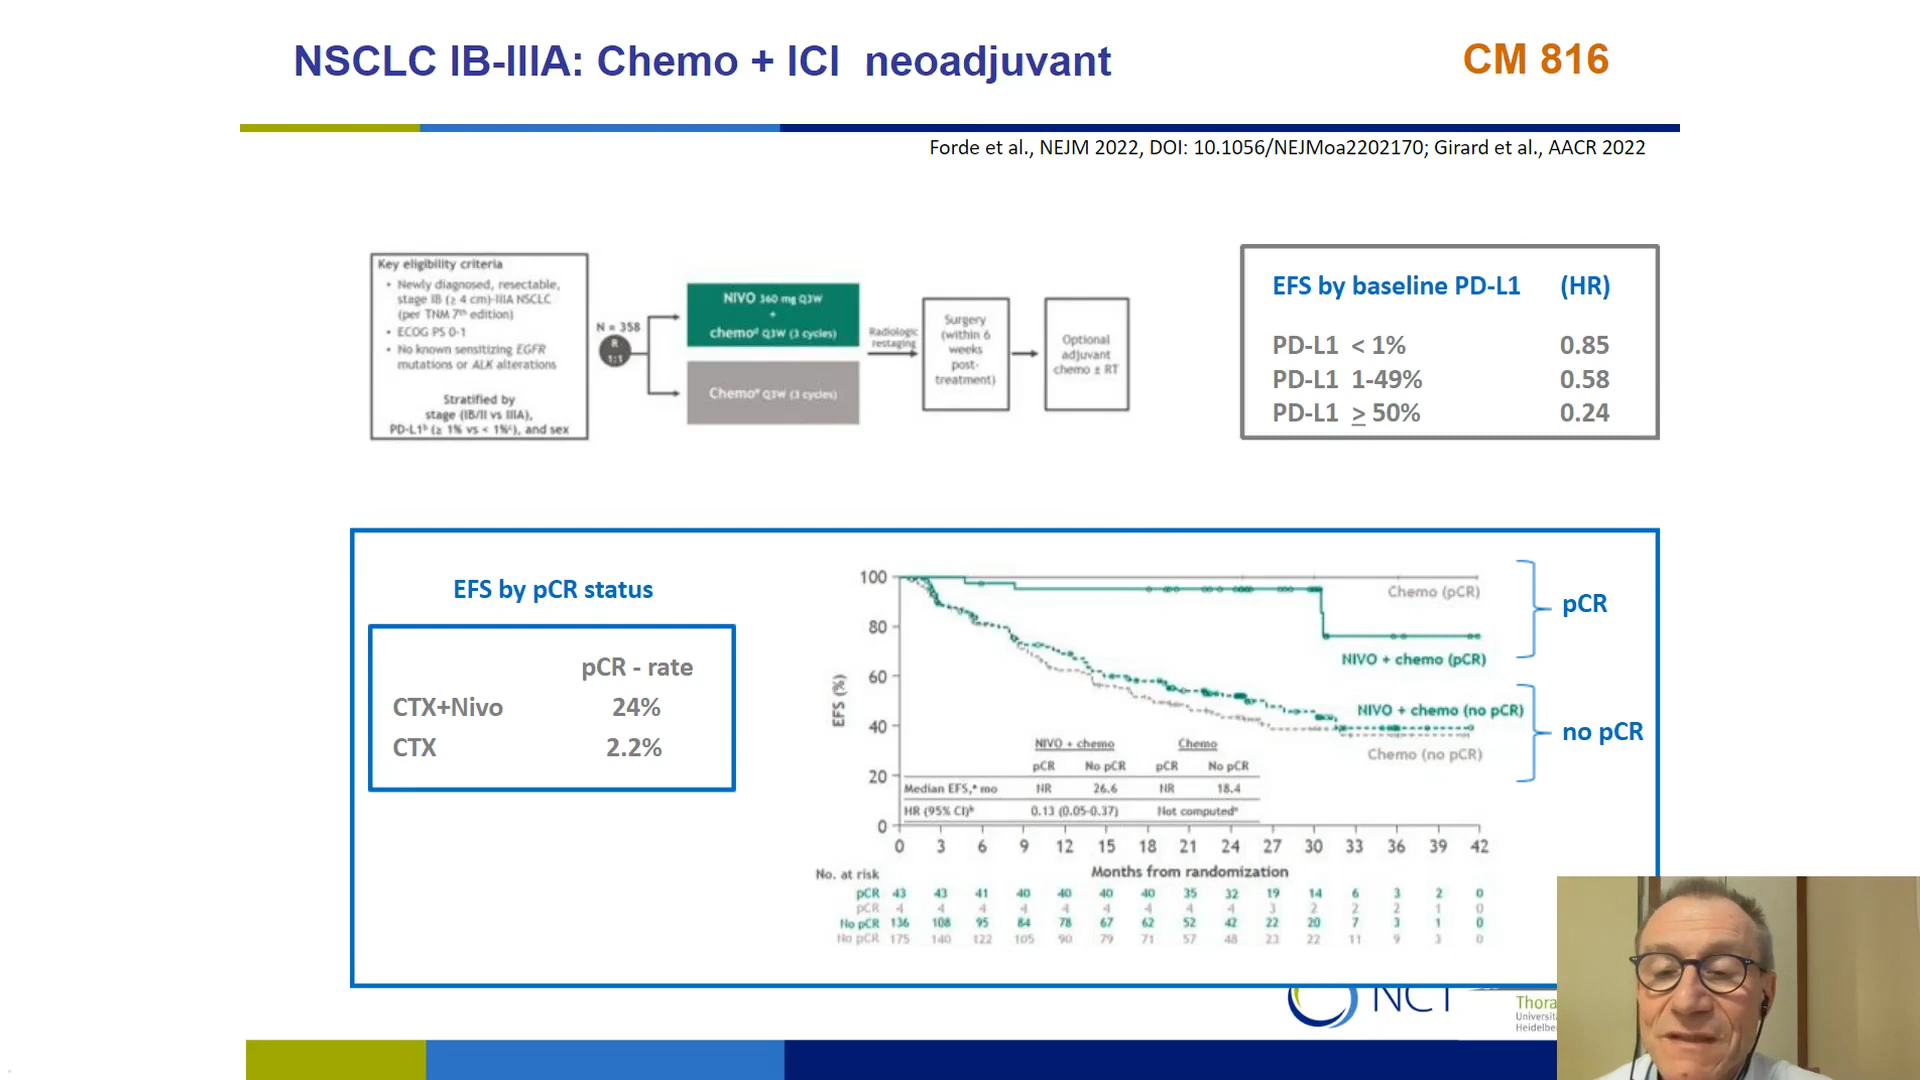 NSCLC IB-IIIA: Chemo + ICI neoadjuvant
CM 816
Forde et al., NEJM 2022, DOI: 10.1056/NEJMoa2202170; Girard et al., AACR 2022
Key eligibility criteria
• Newly diagnosed, resectable,
stage IB (≥ 4 cm)-IIIA NSCLC
(per TNM 7th edition)
• ECOG PS 0-1
• No known sensitizing EGFR
mutations or ALK alterations
Stratified by
stage (IB/II vs IIIA),
PD-L1b (≥ 1% vs < 1%c), and sex
N = 358
R
1:1
NIVO 360 mg Q3W
+
chemod Q3W (3 cycles)
Chemoe Q3W (3 cycles)
Radiologic
restaging
Surgery
(within 6
weeks
post-
treatment)
Optional
adjuvant
chemo ± RT
EFS by baseline PD-L1 (HR)
PD-L1 < 1% 0.85
PD-L1 1-49% 0.58
PD-L1 ≥ 50% 0.24
EFS by pCR status
pCR - rate
CTX+Nivo 24%
CTX 2.2%
EFS (%)
100
80
60
40
20
0
Chemo (pCR)
NIVO + chemo (pCR)
NIVO + chemo (no pCR)
Chemo (no pCR)
pCR
no pCR
NIVO + chemo Chemo
pCR No pCR pCR No pCR
Median EFS,a mo NR 26.6 NR 18.4
HR (95% CI)b 0.13 (0.05-0.37) Not computed
0 3 6 9 12 15 18 21 24 27 30 33 36 39 42
Months from randomization
No. at risk
pCR 43 43 41 40 40 40 40 35 32 19 14 6 3 2 0
pCR 4 4 4 4 4 4 4 4 4 3 2 2 2 1 0
No pCR 136 108 95 84 78 67 62 52 42 22 20 7 3 1 0
No pCR 175 140 122 105 90 79 71 57 48 23 22 11 9 3 0
NCT
Thora
Universitä
Heidelbe